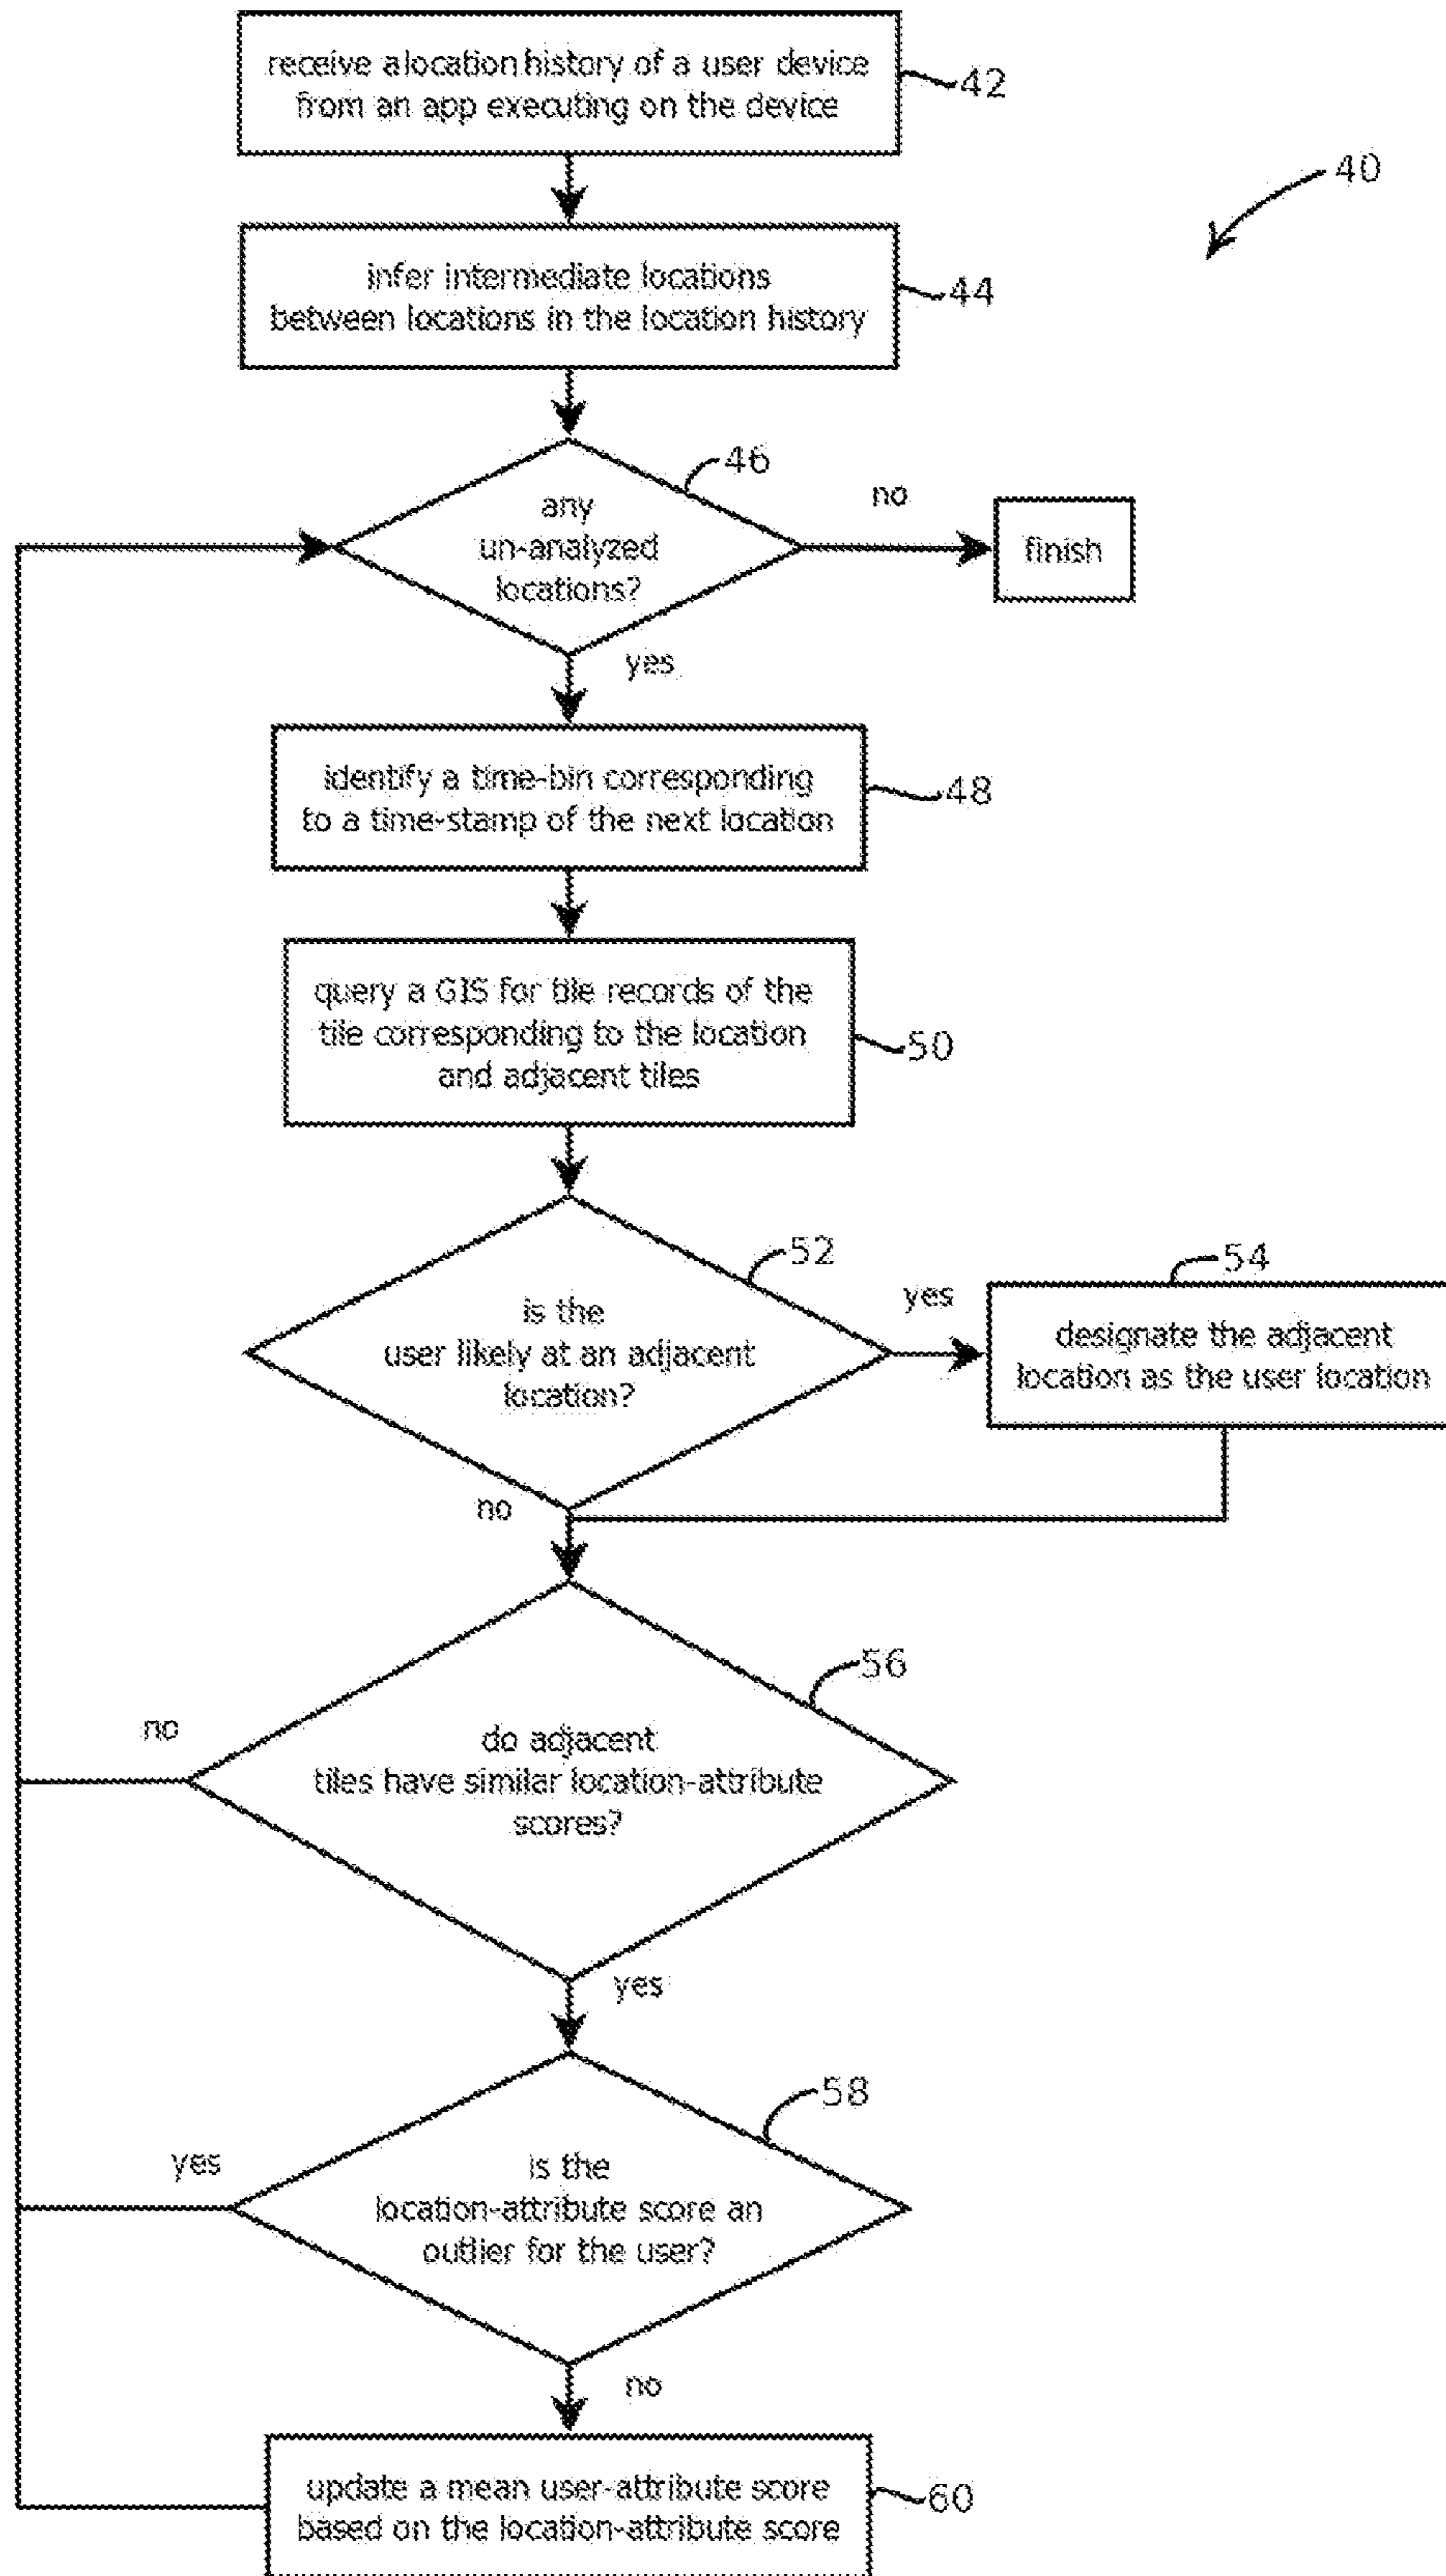 receive a location history of a user device
from an app executing on the device
42
40
infer intermediate locations
between locations in the location history
44
46
any
un-analyzed
locations?
no
finish
yes
identify a time-bin corresponding
to a time-stamp of the next location
48
query a GIS for tile records of the
tile corresponding to the location
and adjacent tiles
50
52
is the
user likely at an adjacent
location?
yes
54
designate the adjacent
location as the user location
no
56
do adjacent
tiles have similar location-attribute
scores?
no
yes
58
is the
location-attribute score an
outlier for the user?
yes
no
update a mean user-attribute score
based on the location-attribute score
60